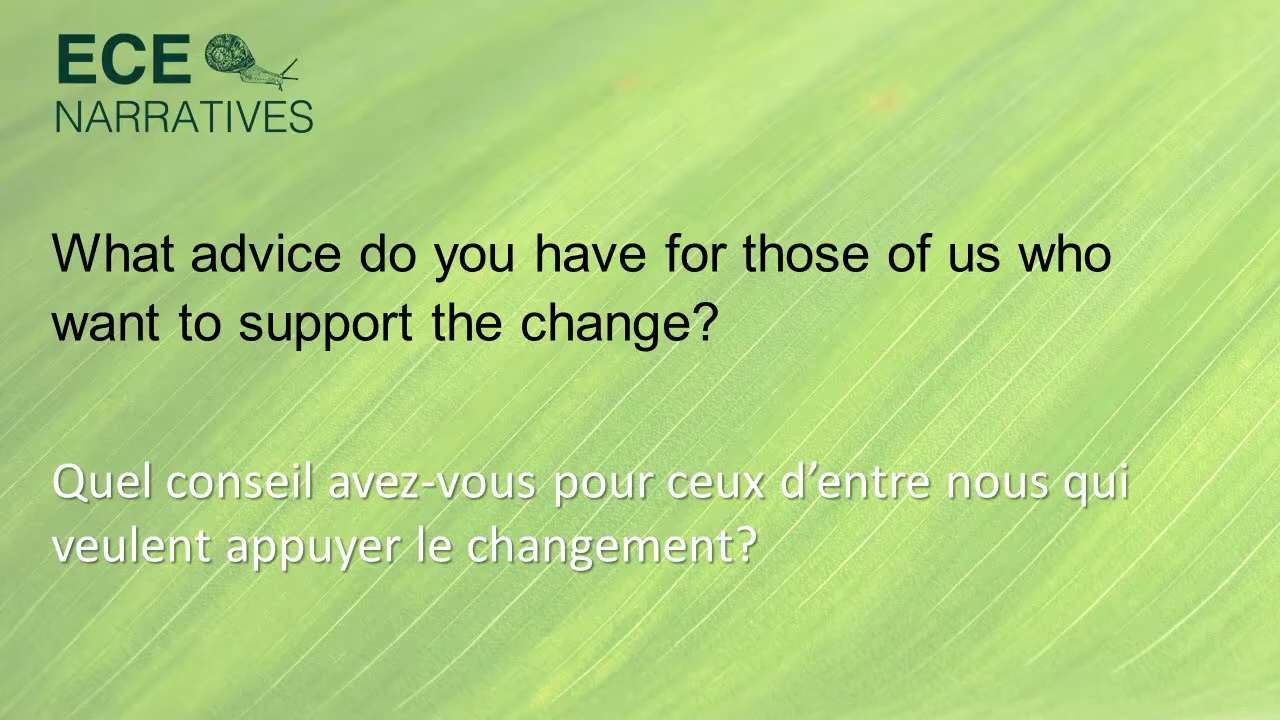 ECE
NARRATIVES
What advice do you have for those of us who
want to support the change?
Quel conseil avez-vous pour ceux d’entre nous qui
veulent appuyer le changement?